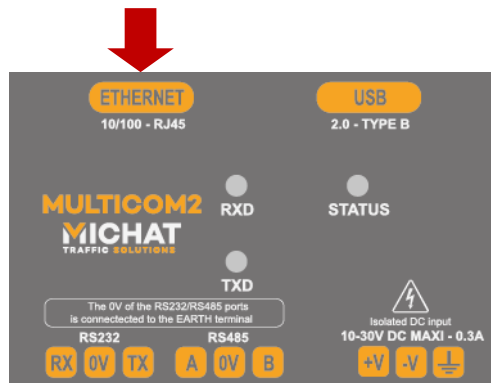 ETHERNET
USB
10/100 - RJ45
2.0 - TYPE B
MULTICOM2
RXD
STATUS
MICHAT
TRAFFIC SOLUTIONS
TXD
The 0V of the RS232/RS485 ports
is connectected to the EARTH terminal
Isolated DC input
10-30V DC MAXI - 0.3A
RS232
RS485
RX 0V TX
A 0V B
+V -V